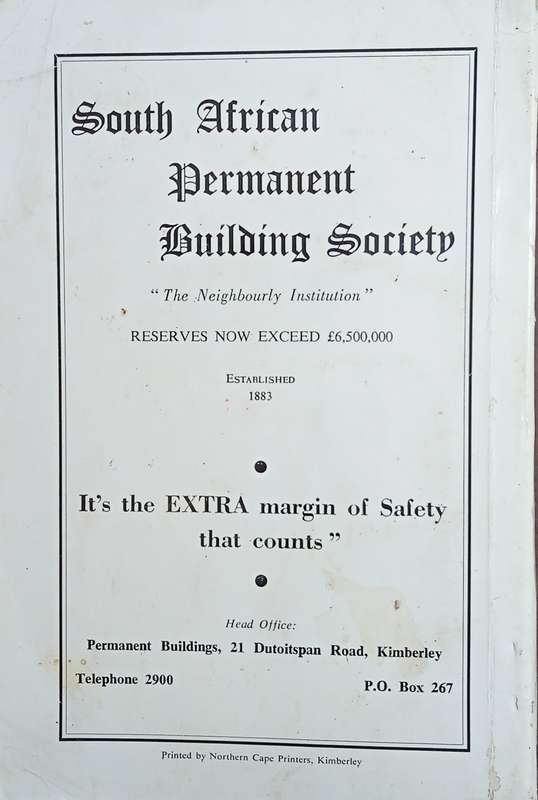 South African
Permanent
Building Society
"The Neighbourly Institution"
RESERVES NOW EXCEED £6,500,000
ESTABLISHED
1883
It's the EXTRA margin of Safety
that counts"
Head Office:
Permanent Buildings, 21 Dutoitspan Road, Kimberley
Telephone 2900
P.O. Box 267
Printed by Northern Cape Printers, Kimberley